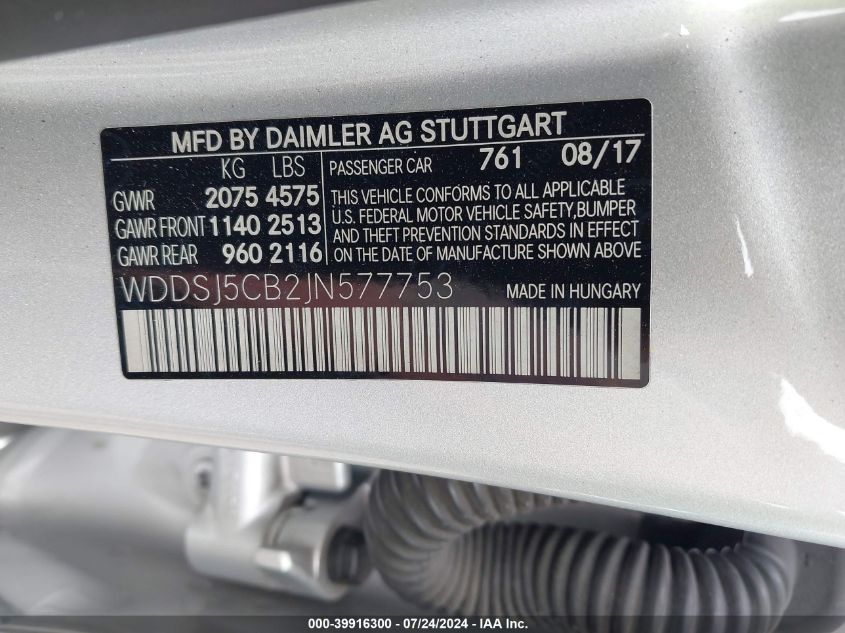 MFD BY DAIMLER AG STUTTGART
KG LBS
GVWR 2075 4575
GAWR FRONT 1140 2513
GAWR REAR 960 2116
PASSENGER CAR 761 08/17
THIS VEHICLE CONFORMS TO ALL APPLICABLE
U.S. FEDERAL MOTOR VEHICLE SAFETY,BUMPER
AND THEFT PREVENTION STANDARDS IN EFFECT
ON THE DATE OF MANUFACTURE SHOWN ABOVE
WDDSJ5CB2JN577753 MADE IN HUNGARY
000-39916300 - 07/24/2024 - IAA Inc.